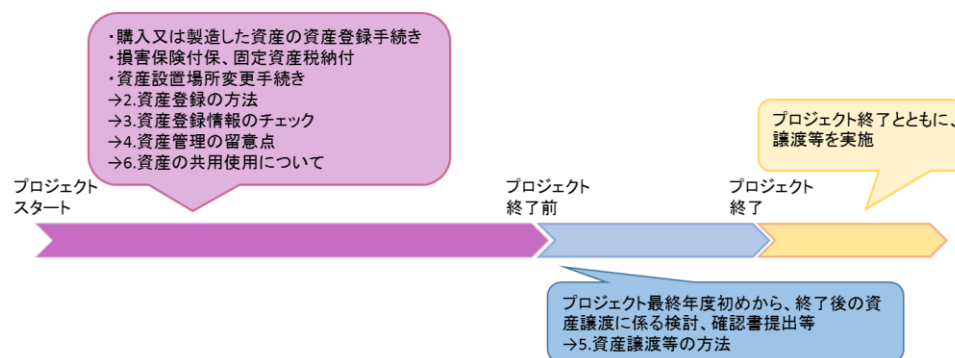 ・購入又は製造した資産の資産登録手続き
・損害保険付保、固定資産税納付
・資産設置場所変更手続き
→2.資産登録の方法
→3.資産登録情報のチェック
→4.資産管理の留意点
→6.資産の共用使用について
プロジェクト終了とともに、
譲渡等を実施
プロジェクト
スタート
プロジェクト
終了前
プロジェクト
終了
プロジェクト最終年度初めから、終了後の資
産譲渡に係る検討、確認書提出等
→5.資産譲渡等の方法